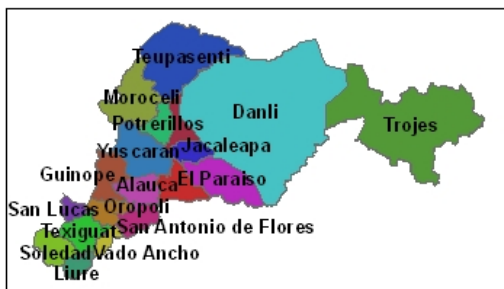 Teupasenti
Moroceli
Danli
Potrerillos
Trojes
Yuscaran
Jacaleapa
Guinope
Alauca
El Paraiso
San Lucas
Oropoli
San Antonio de Flores
Texiguat
Soledad
Vado Ancho
Liure